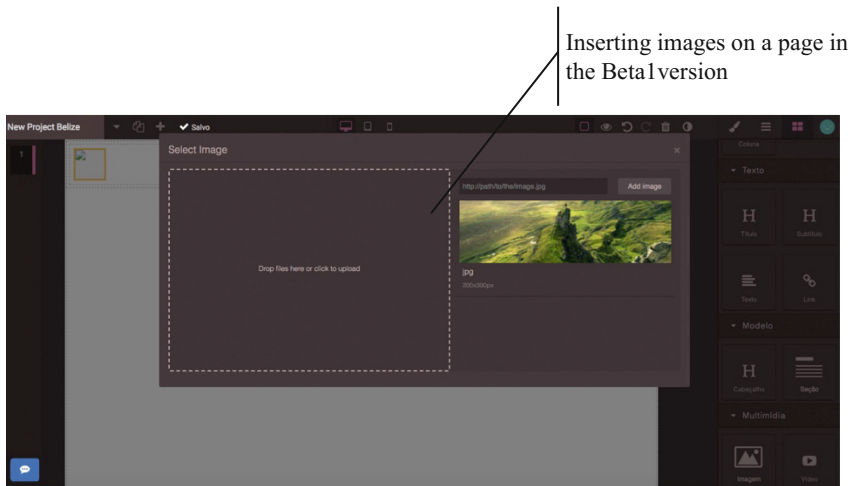 Inserting images on a page in
the Beta1version
New Project Belize
Salvo
1
Select Image
×
http://path/to/the/image.jpg
Add image
Drop files here or click to upload
jpg
200x300px
Coluna
Texto
H
H
Título
Subtítulo
Texto
Link
Modelo
H
Cabeçalho
Seção
Multimídia
Imagem
Vídeo